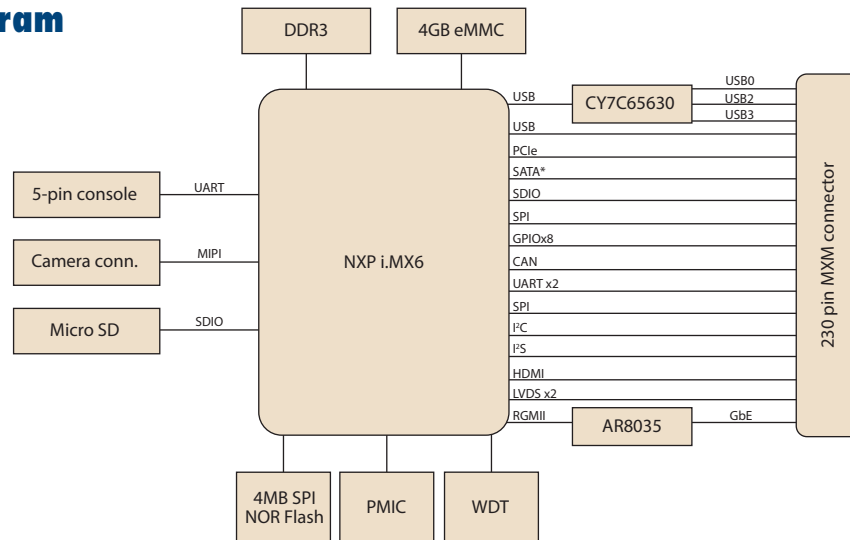 ram
DDR3
4GB eMMC
USB
CY7C65630
USB0
USB2
USB3
USB
PCIe
SATA*
SDIO
SPI
GPIOx8
CAN
UART x2
SPI
I²C
I²S
HDMI
LVDS x2
RGMII
AR8035
GbE
230 pin MXM connector
5-pin console
UART
Camera conn.
MIPI
Micro SD
SDIO
NXP i.MX6
4MB SPI
NOR Flash
PMIC
WDT